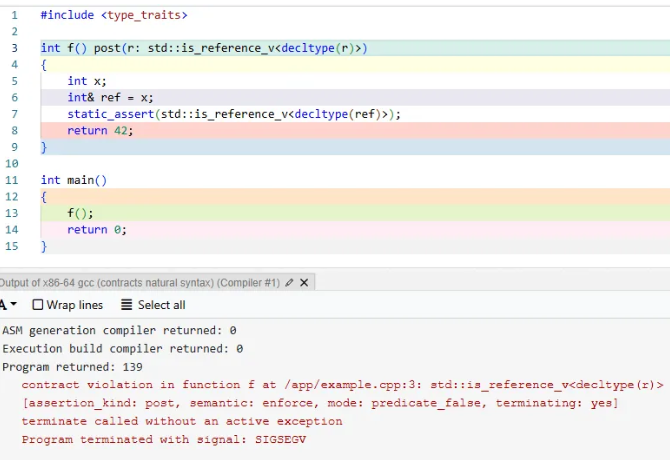 1 #include <type_traits>
2
3 int f() post(r: std::is_reference_v<decltype(r)>)
4 {
5     int x;
6     int& ref = x;
7     static_assert(std::is_reference_v<decltype(ref)>);
8     return 42;
9 }
10
11 int main()
12 {
13     f();
14     return 0;
15 }
Output of x86-64 gcc (contracts natural syntax) (Compiler #1)
A Wrap lines Select all
ASM generation compiler returned: 0
Execution build compiler returned: 0
Program returned: 139
contract violation in function f at /app/example.cpp:3: std::is_reference_v<decltype(r)>
[assertion_kind: post, semantic: enforce, mode: predicate_false, terminating: yes]
terminate called without an active exception
Program terminated with signal: SIGSEGV